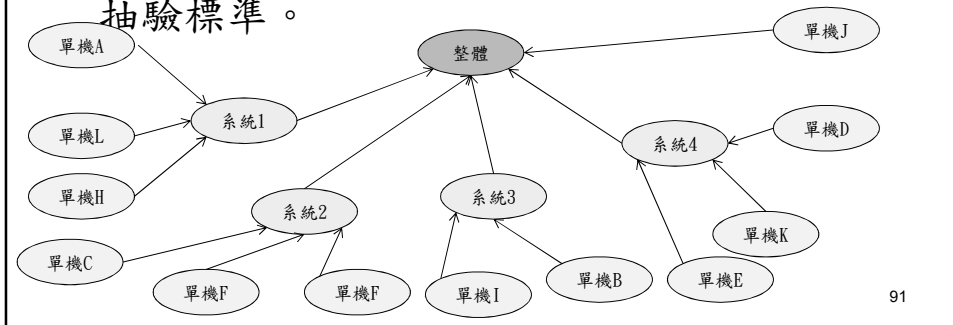 抽驗標準。
單機A
整體
單機J
系統1
單機L
系統4
單機D
單機H
系統2
系統3
單機K
單機C
單機F
單機F
單機I
單機B
單機E
91